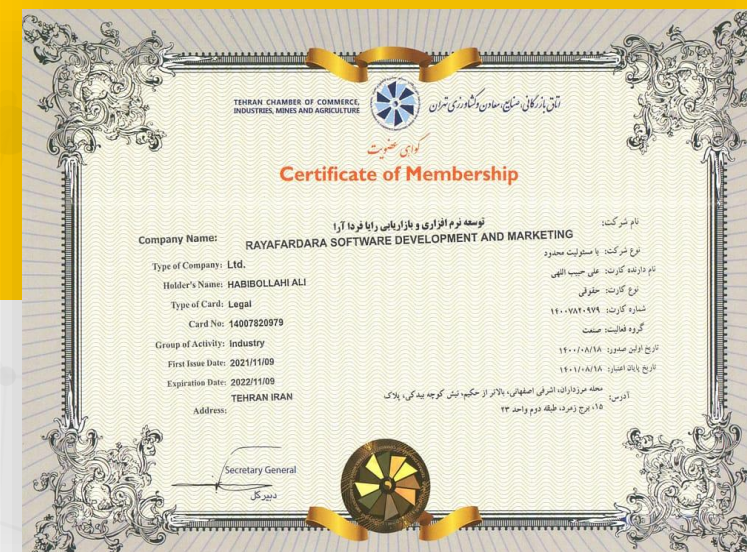 TEHRAN CHAMBER OF COMMERCE,
INDUSTRIES, MINES AND AGRICULTURE
اتاق بازرگانی، صنایع، معادن و کشاورزی تهران
گواهی عضویت
Certificate of Membership
نام شرکت: توسعه نرم افزاری و بازاریابی رایا فردا آرا
Company Name: RAYAFARDARA SOFTWARE DEVELOPMENT AND MARKETING
نوع شرکت: با مسئولیت محدود
Type of Company: Ltd.
نام دارنده کارت: علی حبیب اللهی
Holder's Name: HABIBOLLAHI ALI
نوع کارت: حقوقی
Type of Card: Legal
شماره کارت: ۱۴۰۰۷۸۲۰۹۷۹
Card No: 14007820979
گروه فعالیت: صنعت
Group of Activity: Industry
تاریخ اولین صدور: ۱۴۰۰/۰۸/۱۸
First Issue Date: 2021/11/09
تاریخ پایان اعتبار: ۱۴۰۱/۰۸/۱۸
Expiration Date: 2022/11/09
آدرس: محله مرزداران، اشرفی اصفهانی، بالاتر از حکیم، نبش کوچه بیدکی، پلاک
۱۵، برج زمرد، طبقه دوم واحد ۲۳
Address: TEHRAN IRAN
Secretary General
دبیر کل